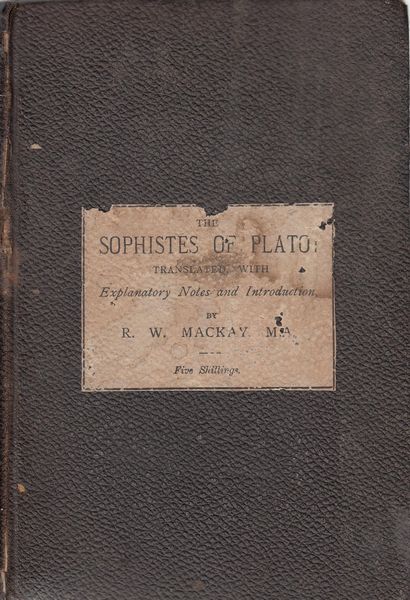 THE
SOPHISTES OF PLATO:
TRANSLATED, WITH
Explanatory Notes and Introduction,
BY
R. W. MACKAY. M.A.
Five Shillings.